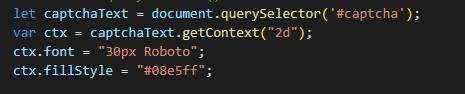 let captchaText = document.querySelector('#captcha');
var ctx = captchaText.getContext("2d");
ctx.font = "30px Roboto";
ctx.fillStyle = "#08e5ff";